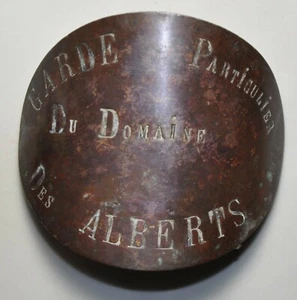 GARDE PARTICULIER
DU DOMAINE
DES ALBERTS